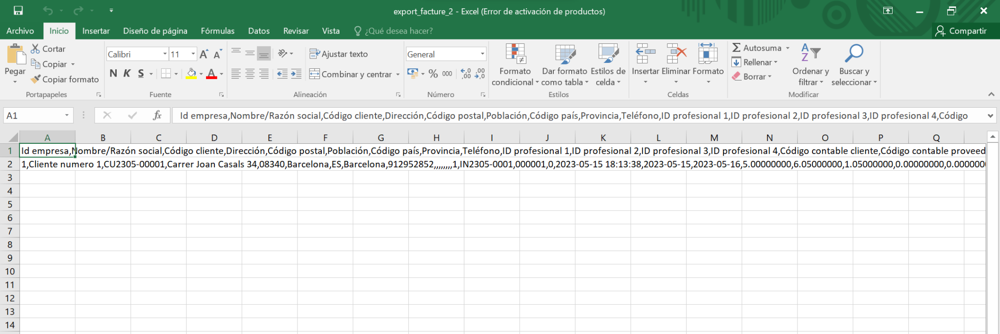 export_facture_2 - Excel (Error de activación de productos)
Archivo Inicio Insertar Diseño de página Fórmulas Datos Revisar Vista ¿Qué desea hacer? Compartir
Pegar
Cortar
Copiar
Copiar formato
Portapapeles
Calibri 11 A A
N K S A
Fuente
Ajustar texto
Combinar y centrar
Alineación
General
% 000 ,00 ,00
Número
Formato condicional
Dar formato como tabla
Estilos de celda
Estilos
Insertar Eliminar Formato
Celdas
Autosuma
Rellenar
Borrar
Ordenar y filtrar
Buscar y seleccionar
Modificar
A1 fx Id empresa,Nombre/Razón social,Código cliente,Dirección,Código postal,Población,Código país,Provincia,Teléfono,ID profesional 1,ID profesional 2,ID profesional 3,ID profesional 4,Código
A B C D E F G H I J K L M N O P Q
1 Id empresa,Nombre/Razón social,Código cliente,Dirección,Código postal,Población,Código país,Provincia,Teléfono,ID profesional 1,ID profesional 2,ID profesional 3,ID profesional 4,Código contable cliente,Código contable proveed
2 1,Cliente numero 1,CU2305-00001,Carrer Joan Casals 34,08340,Barcelona,ES,Barcelona,912952852,,,,,,,,1,IN2305-0001,000001,0,2023-05-15 18:13:38,2023-05-15,2023-05-16,5.00000000,6.05000000,1.05000000,0.00000000,0.0000000
3
4
5
6
7
8
9
10
11
12
13
14